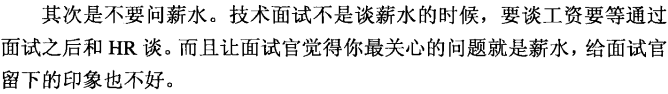 其次是不要问薪水。技术面试不是谈薪水的时候，要谈工资要等通过
面试之后和 HR 谈。而且让面试官觉得你最关心的问题就是薪水，给面试官
留下的印象也不好。